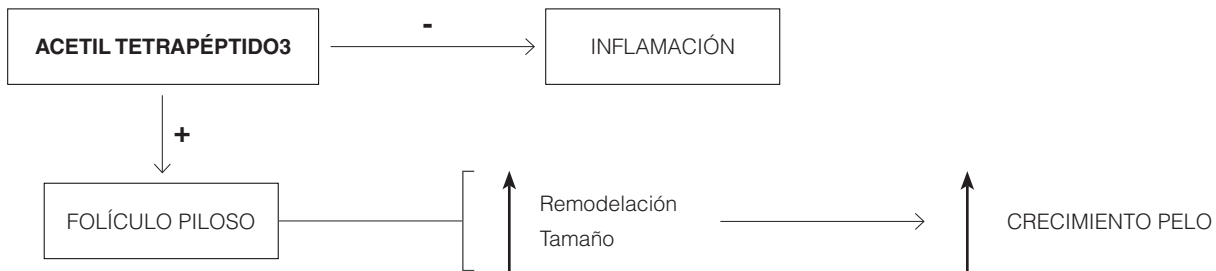 ACETIL TETRAPÉPTIDO3
-
INFLAMACIÓN
+
FOLÍCULO PILOSO
Remodelación
Tamaño
CRECIMIENTO PELO